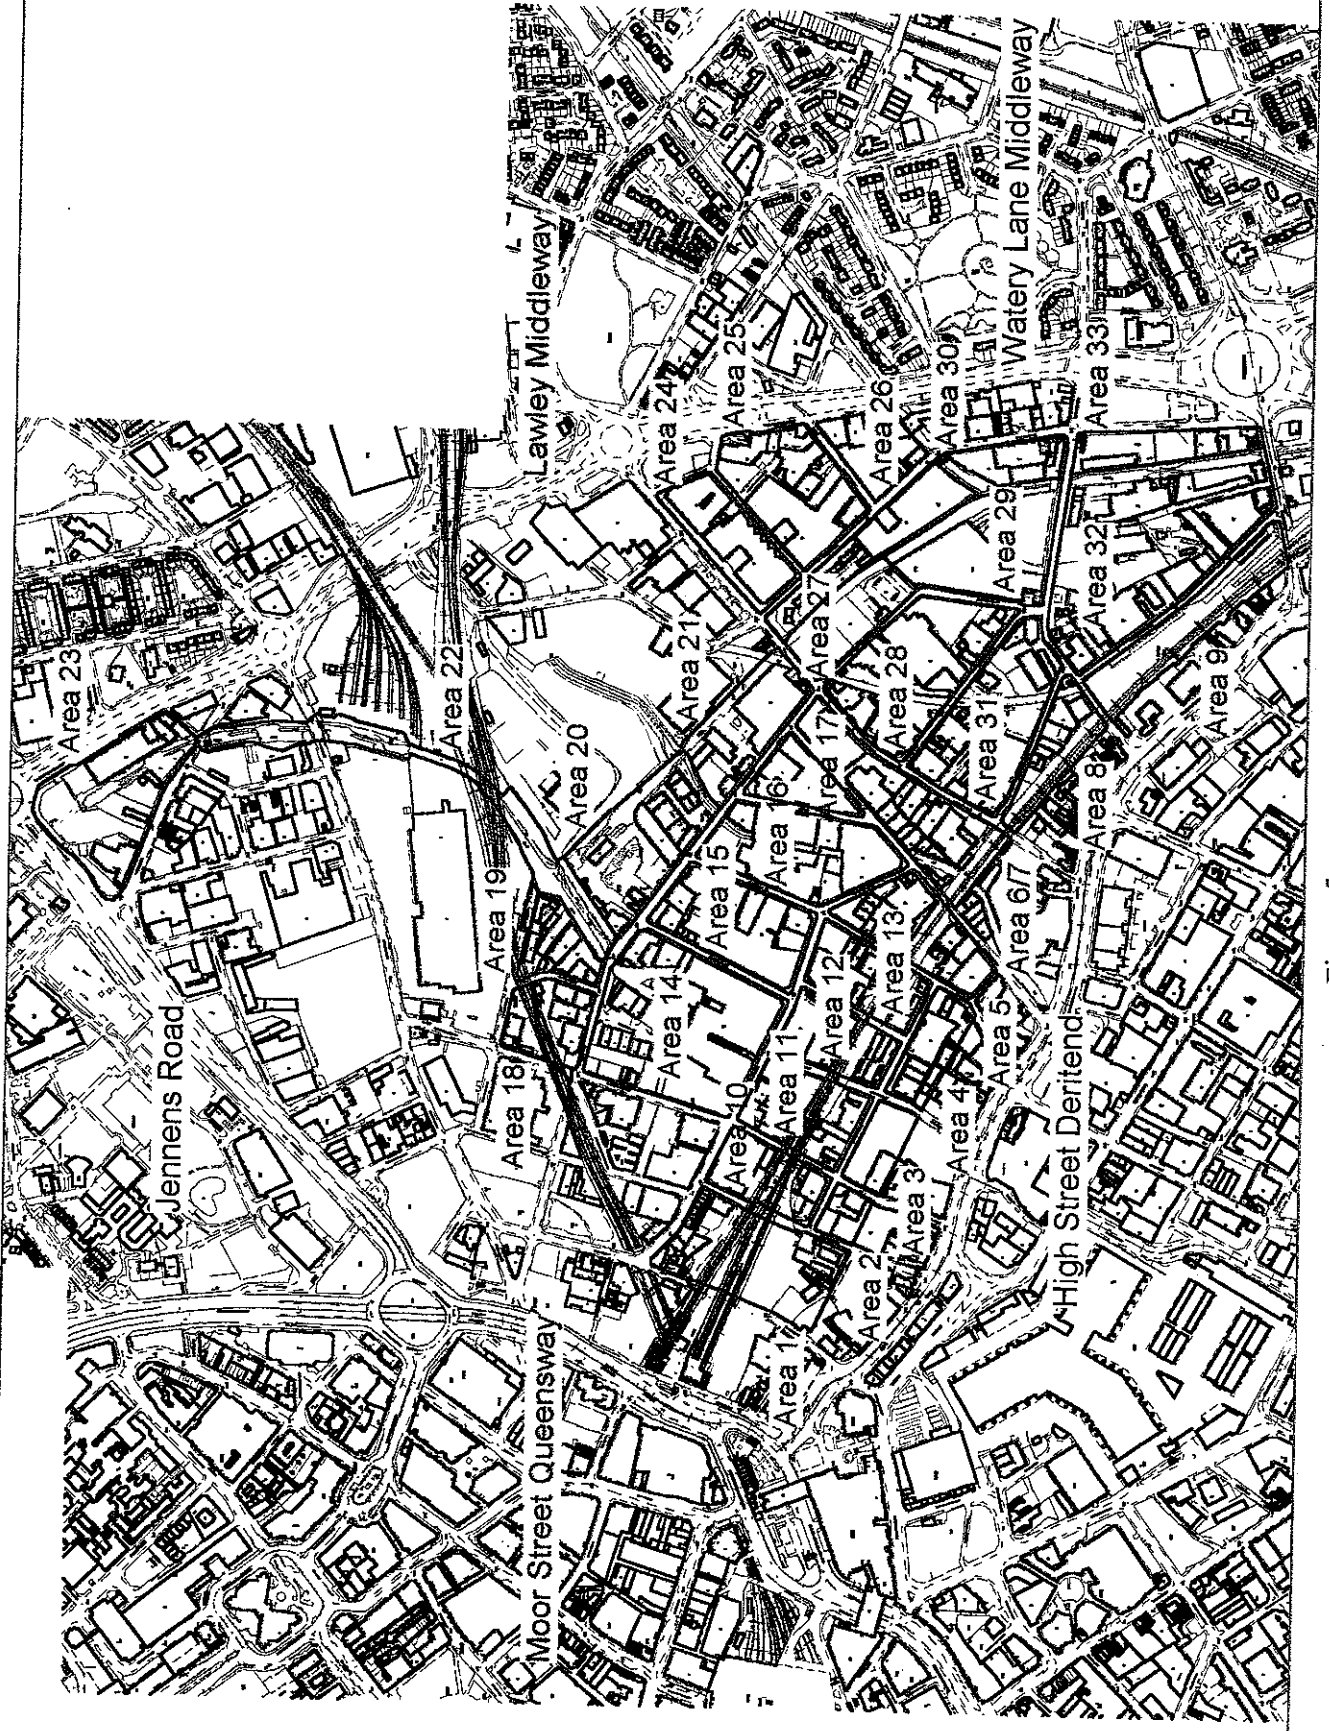 Area 23
Jennens Road
Area 22
Area 19
Area 18
Moor Street Queensway
Lawley Middleway
Area 20
Area 14
Area 24
Area 21
Area 15
Area 10
Area 25
Area 1
Area 11
Area 16
Area 12
Area 17
Area 27
Area 2
Area 26
Area 13
Area 28
Area 3
Area 30
Area 4
Area 31
Area 5
Area 29
Area 6/7
Watery Lane Middleway
High Street Deritend
Area 8
Area 32
Area 33
Area 9